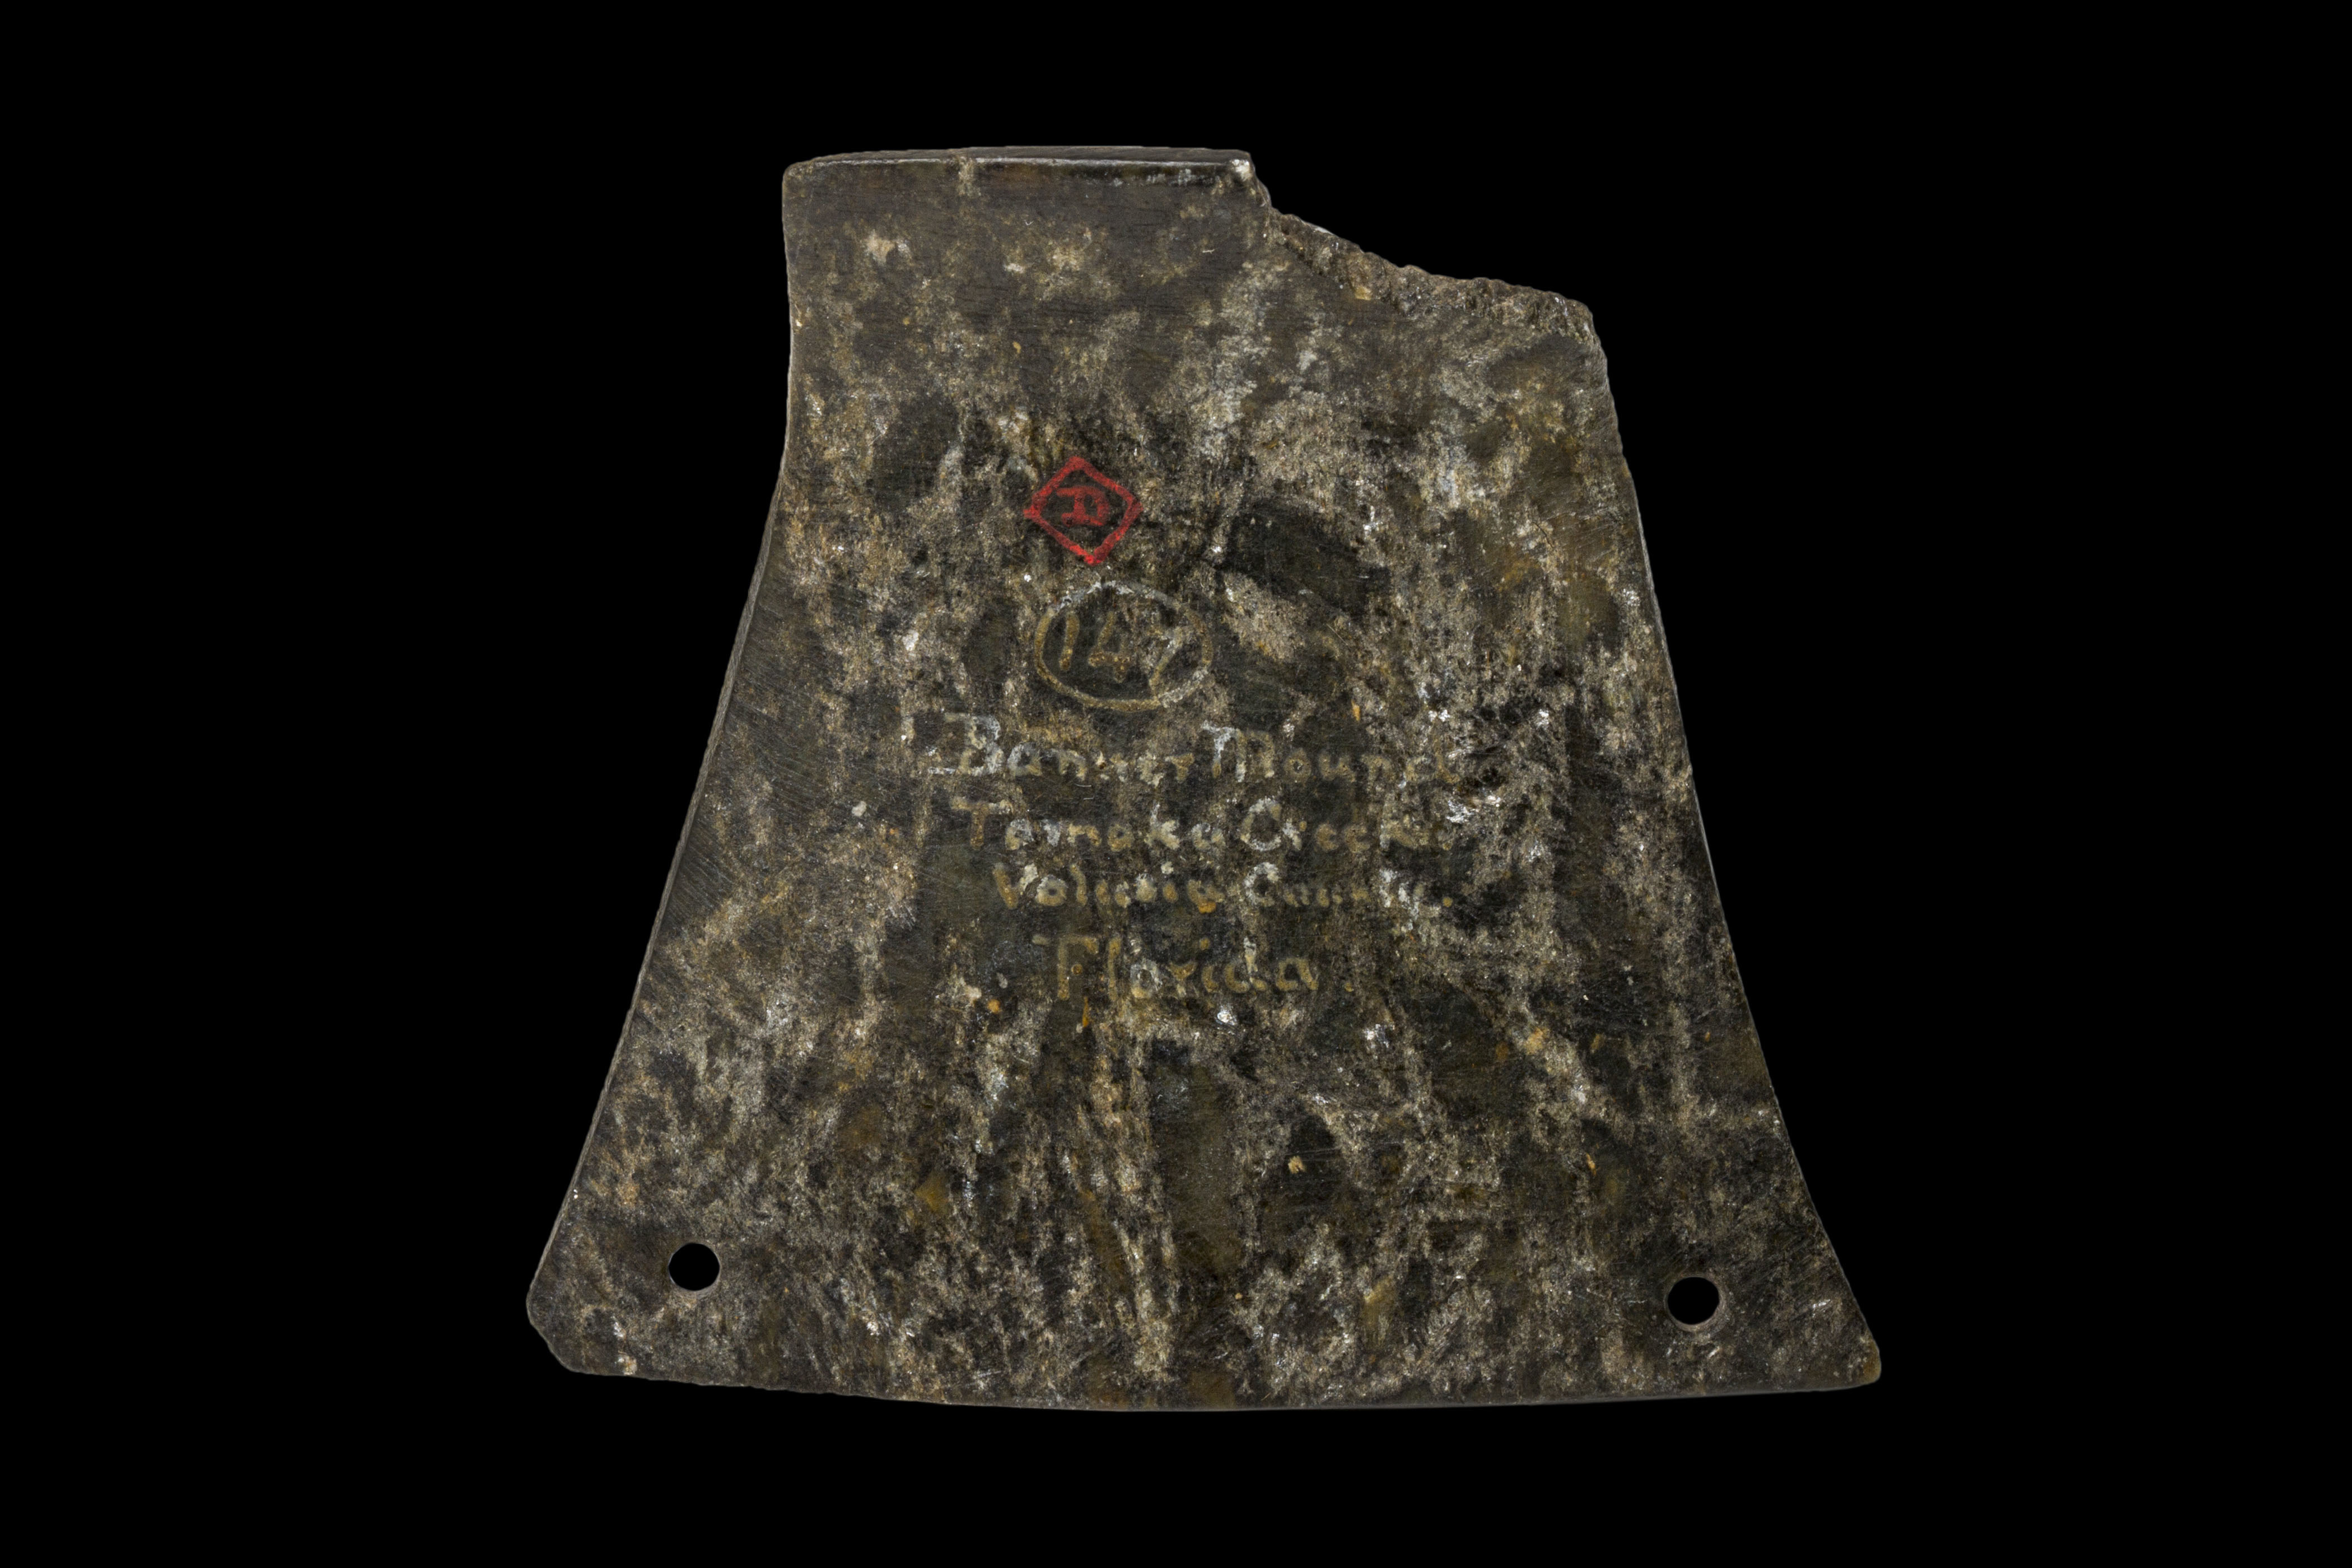 D
147
Banner Mound
Tomoka Creek.
Volusia County.
Florida.